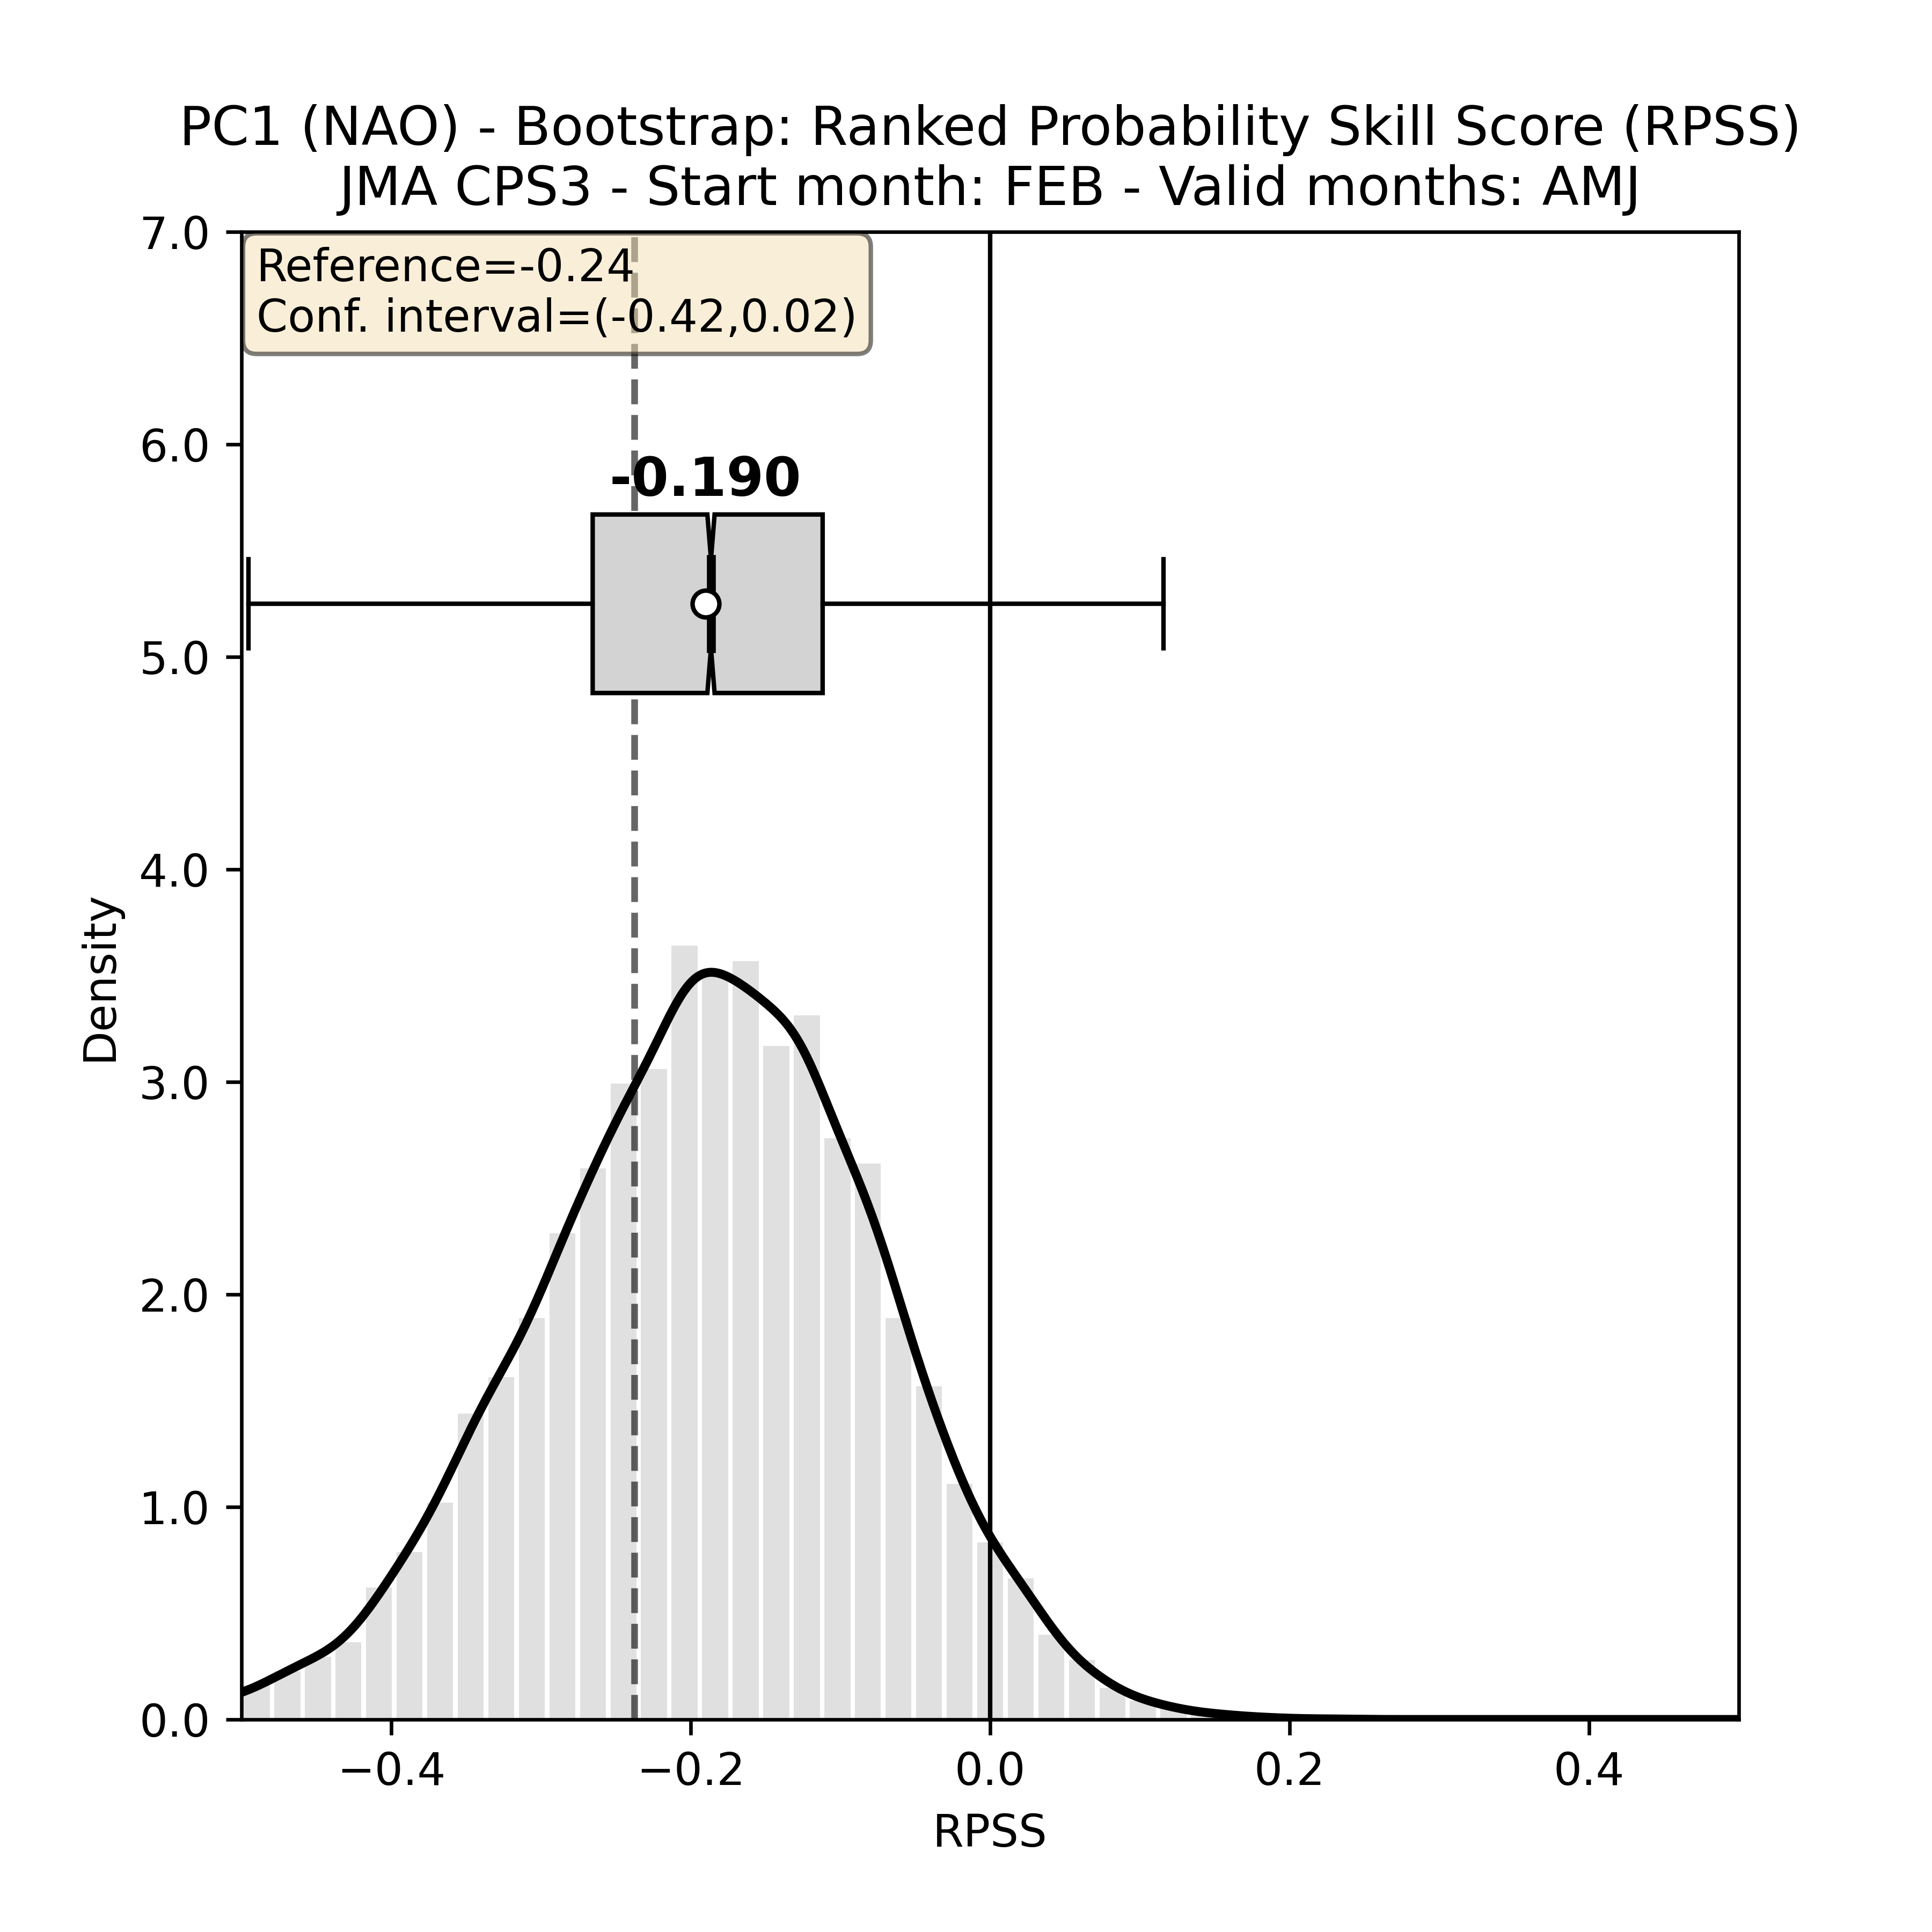 PC1 (NAO) - Bootstrap: Ranked Probability Skill Score (RPSS)
JMA CPS3 - Start month: FEB - Valid months: AMJ
7.0
Reference=-0.24
Conf. interval=(-0.42,0.02)
6.0
-0.190
5.0
4.0
Density
3.0
2.0
1.0
0.0
−0.4 −0.2 0.0 0.2 0.4
RPSS